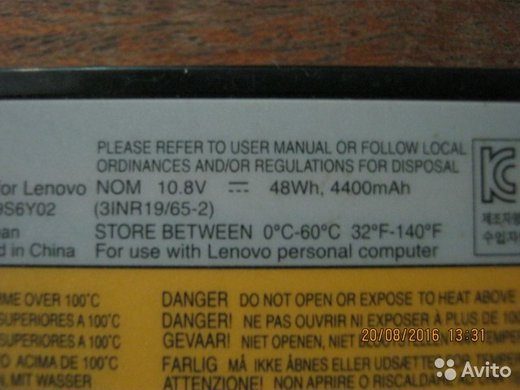 PLEASE REFER TO USER MANUAL OR FOLLOW LOCAL
ORDINANCES AND/OR REGULATIONS FOR DISPOSAL
for Lenovo NOM 10.8V ⎓ 48Wh, 4400mAh
9S6Y02 (3INR19/65-2)
STORE BETWEEN 0°C-60°C 32°F-140°F
d in China For use with Lenovo personal computer
OVER 100°C DANGER DO NOT OPEN OR EXPOSE TO HEAT ABOVE
SUPERIORES A 100°C DANGER! NE PAS OUVRIR NI EXPOSER À PLUS DE 100
SUPERIORES A 100°C GEVAAR! NIET OPENEN, NIET
ACIMA DE 100°C FARLIG MÅ IKKE ÅBNES ELLER UDSÆTTE
MIT WASSER ATTENZIONE! NON APRIRE, NON
20/08/2016 13:31
Avito